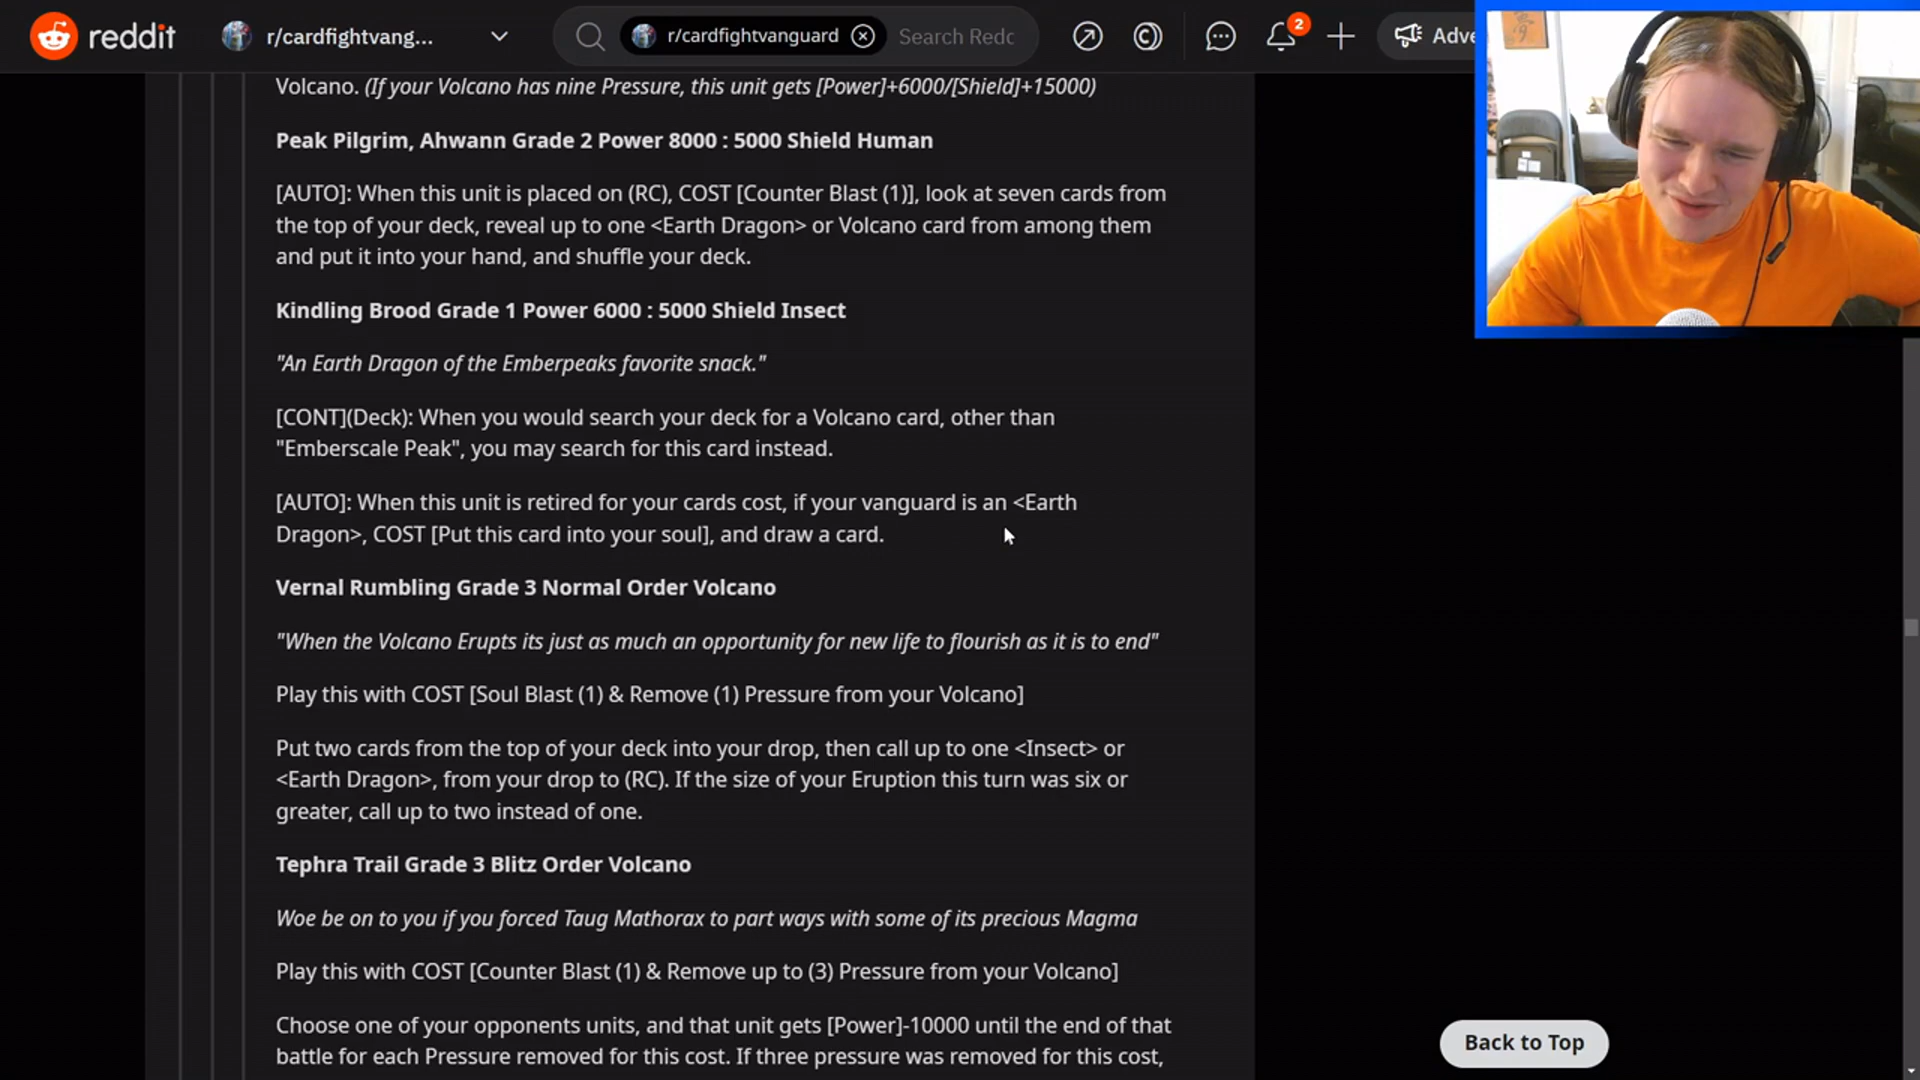 reddit
r/cardfightvang...
r/cardfightvanguard
Search Redc
2
Adve
Volcano. (If your Volcano has nine Pressure, this unit gets [Power]+6000/[Shield]+15000)
Peak Pilgrim, Ahwann Grade 2 Power 8000 : 5000 Shield Human
[AUTO]: When this unit is placed on (RC), COST [Counter Blast (1)], look at seven cards from
the top of your deck, reveal up to one <Earth Dragon> or Volcano card from among them
and put it into your hand, and shuffle your deck.
Kindling Brood Grade 1 Power 6000 : 5000 Shield Insect
"An Earth Dragon of the Emberpeaks favorite snack."
[CONT](Deck): When you would search your deck for a Volcano card, other than
"Emberscale Peak", you may search for this card instead.
[AUTO]: When this unit is retired for your cards cost, if your vanguard is an <Earth
Dragon>, COST [Put this card into your soul], and draw a card.
Vernal Rumbling Grade 3 Normal Order Volcano
"When the Volcano Erupts its just as much an opportunity for new life to flourish as it is to end"
Play this with COST [Soul Blast (1) & Remove (1) Pressure from your Volcano]
Put two cards from the top of your deck into your drop, then call up to one <Insect> or
<Earth Dragon>, from your drop to (RC). If the size of your Eruption this turn was six or
greater, call up to two instead of one.
Tephra Trail Grade 3 Blitz Order Volcano
Woe be on to you if you forced Taug Mathorax to part ways with some of its precious Magma
Play this with COST [Counter Blast (1) & Remove up to (3) Pressure from your Volcano]
Choose one of your opponents units, and that unit gets [Power]-10000 until the end of that
battle for each Pressure removed for this cost. If three pressure was removed for this cost,
Back to Top